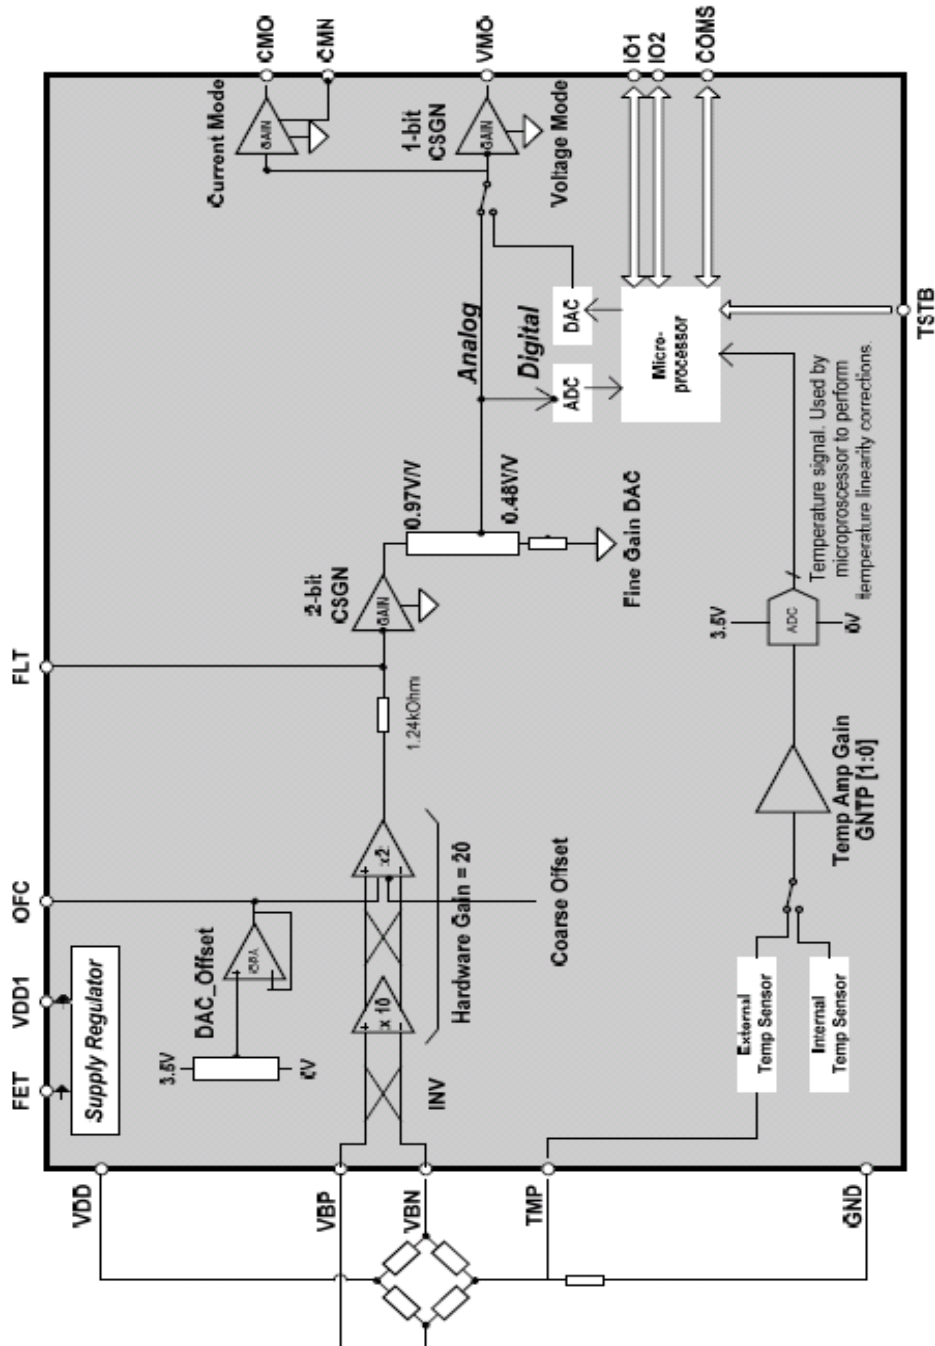 CMO
CMN
VMO
IO1
IO2
COMS
Current Mode
GAIN
1-bit
CSGN
GAIN
Voltage Mode
Analog
Digital
DAC
ADC
Micro-
processor
TSTB
Temperature signal. Used by
microproscessor to perform
temperature linearity corrections.
0.97V/V
0.48V/V
Fine Gain DAC
2-bit
CSGN
GAIN
FLT
1.24kOhm
3.5V
ADC
0V
Temp Amp Gain
GNTP [1:0]
OFC
x2
Hardware Gain = 20
Coarse Offset
DAC_Offset
3.5V
0V
+
-
x 10
INV
VDD1
FET
Supply Regulator
External
Temp Sensor
Internal
Temp Sensor
VDD
VBP
VBN
TMP
GND